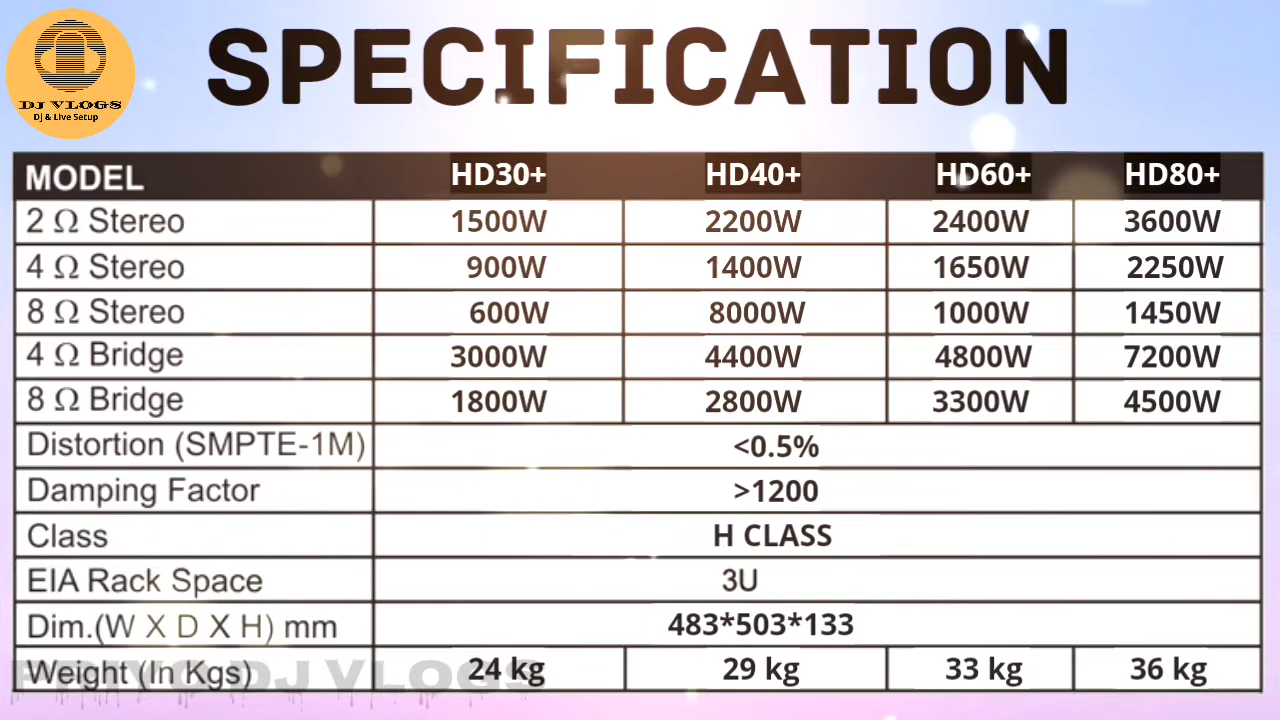 DJ VLOGS
Dj & Live Setup
SPECIFICATION
MODEL HD30+ HD40+ HD60+ HD80+
2 Ω Stereo 1500W 2200W 2400W 3600W
4 Ω Stereo 900W 1400W 1650W 2250W
8 Ω Stereo 600W 8000W 1000W 1450W
4 Ω Bridge 3000W 4400W 4800W 7200W
8 Ω Bridge 1800W 2800W 3300W 4500W
Distortion (SMPTE-1M) <0.5%
Damping Factor >1200
Class H CLASS
EIA Rack Space 3U
Dim.(W X D X H) mm 483*503*133
Weight (In Kgs) 24 kg 29 kg 33 kg 36 kg
DJ VLOGS